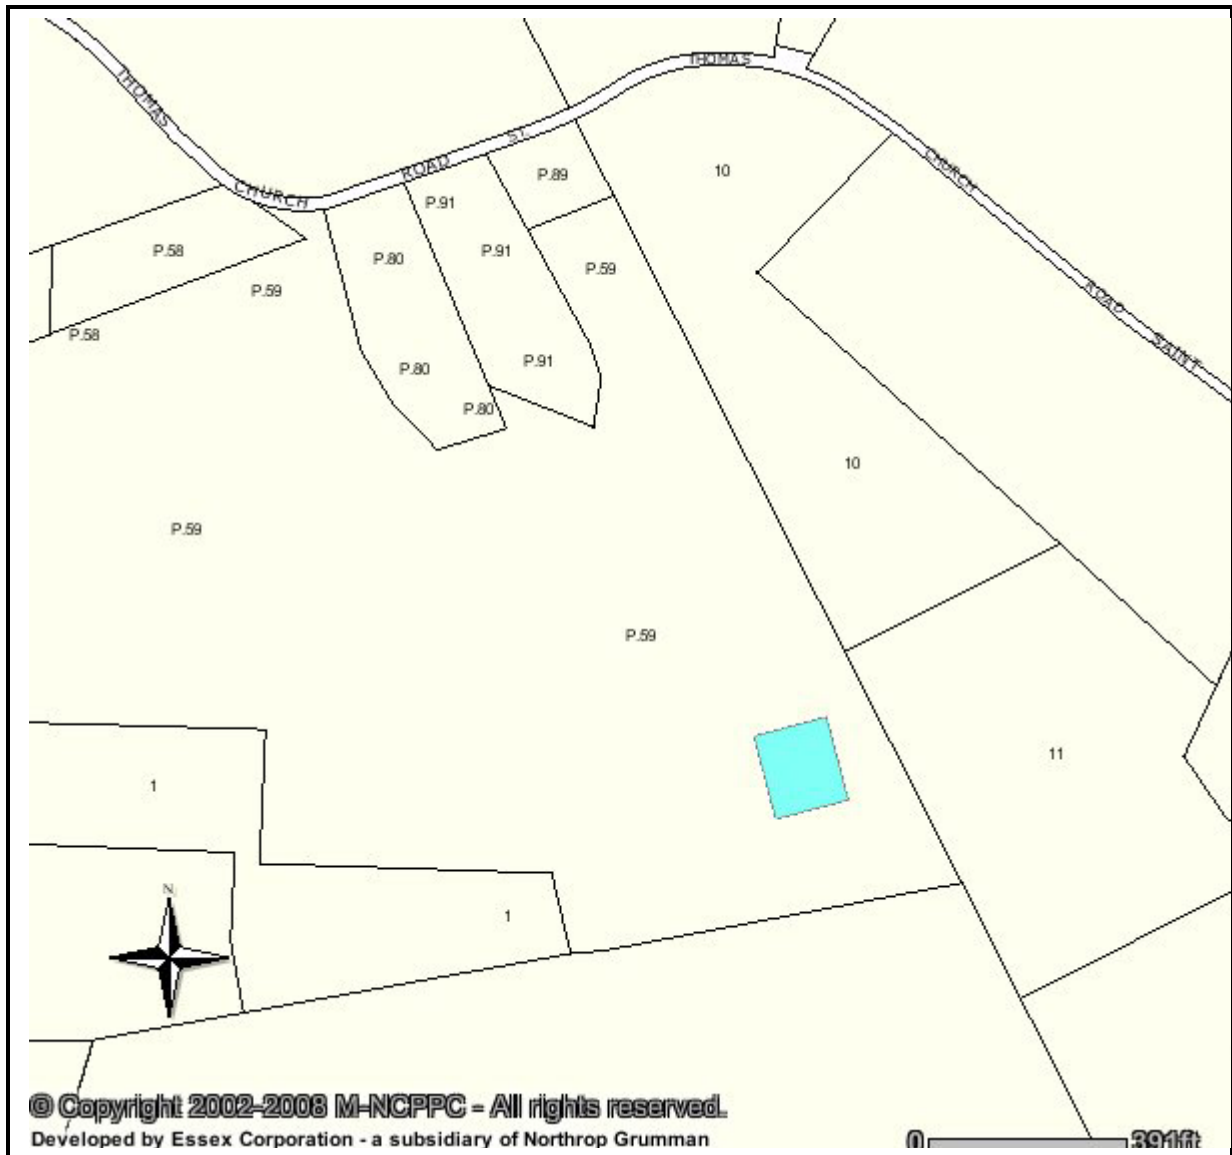 THOMAS
THOMAS
ST.
ROAD
CHURCH
CHURCH
P.89
10
P.91
P.58
P.80
P.91
P.59
P.59
ROAD
P.58
SAINT
P.91
P.80
P.80
10
P.59
P.59
11
1
N
1
© Copyright 2002-2008 M-NCPPC - All rights reserved.
Developed by Essex Corporation - a subsidiary of Northrop Grumman
0 391ft